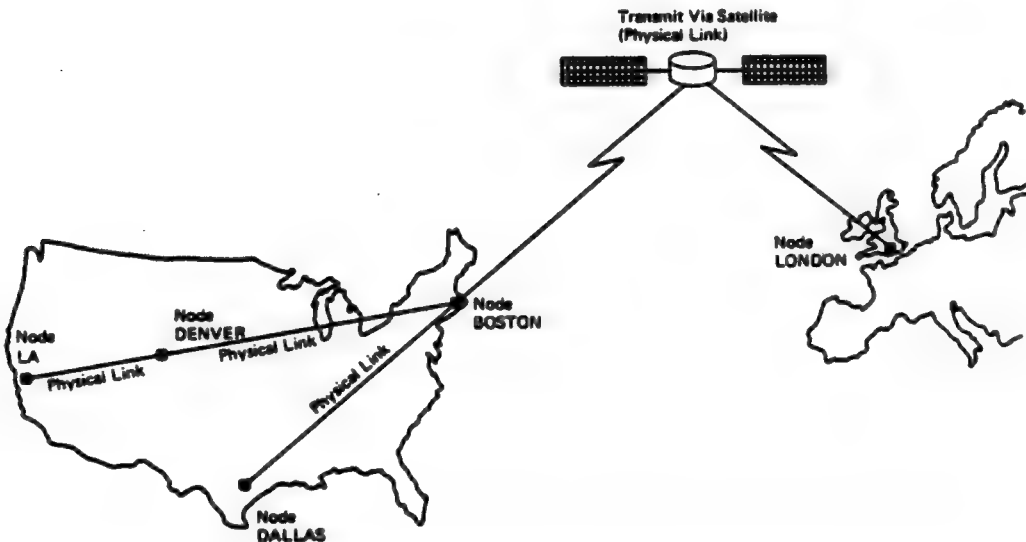 Transmit Via Satellite
(Physical Link)
Node
LONDON
Node
BOSTON
Node
DENVER
Node
LA
Physical Link
Physical Link
Physical Link
Node
DALLAS